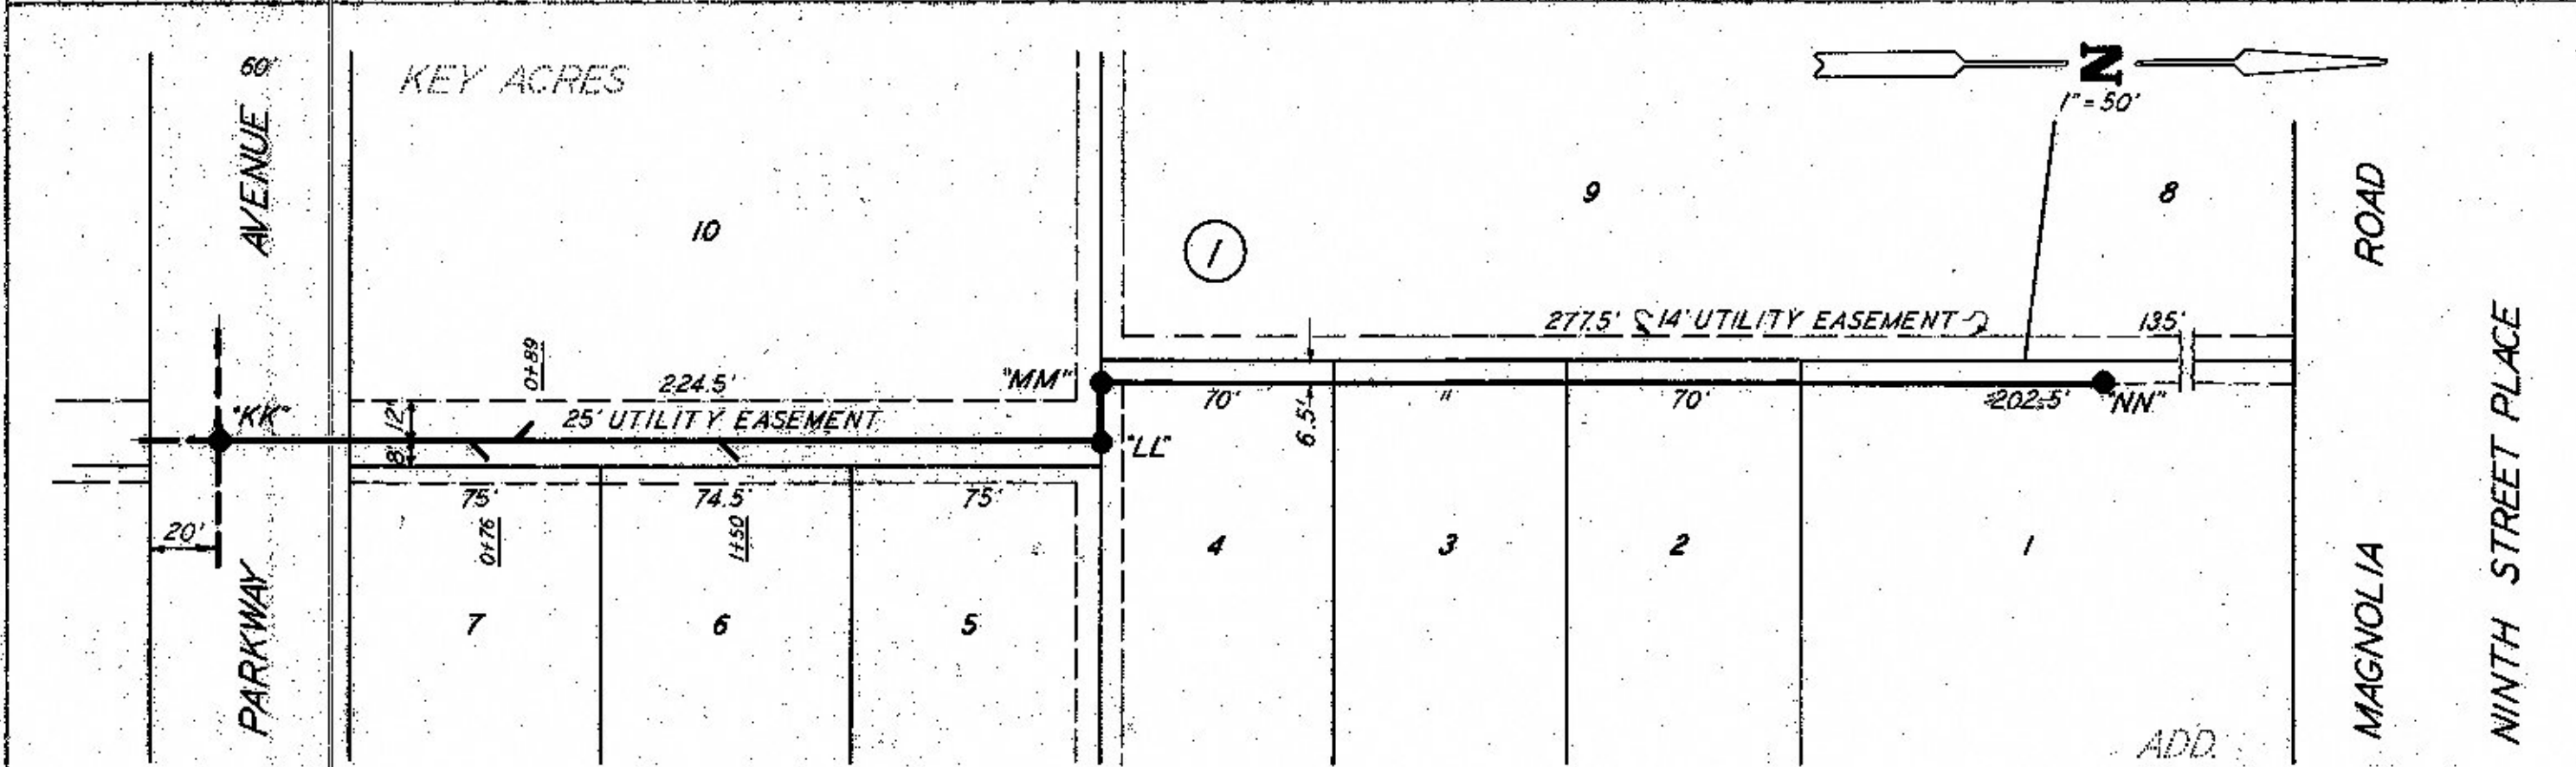 60'
KEY ACRES
N
1" = 50'
PARKWAY AVENUE
10
1
9
8
MAGNOLIA ROAD
NINTH STREET PLACE
277.5' 14' UTILITY EASEMENT
135'
0+89
224.5'
"MM"
12'
25' UTILITY EASEMENT
"KK"
8'
"LL"
70'
"
70'
202.5'
"NN"
6.5'
75'
74.5'
75'
20'
0+76
1+50
4
3
2
1
7
6
5
ADD.